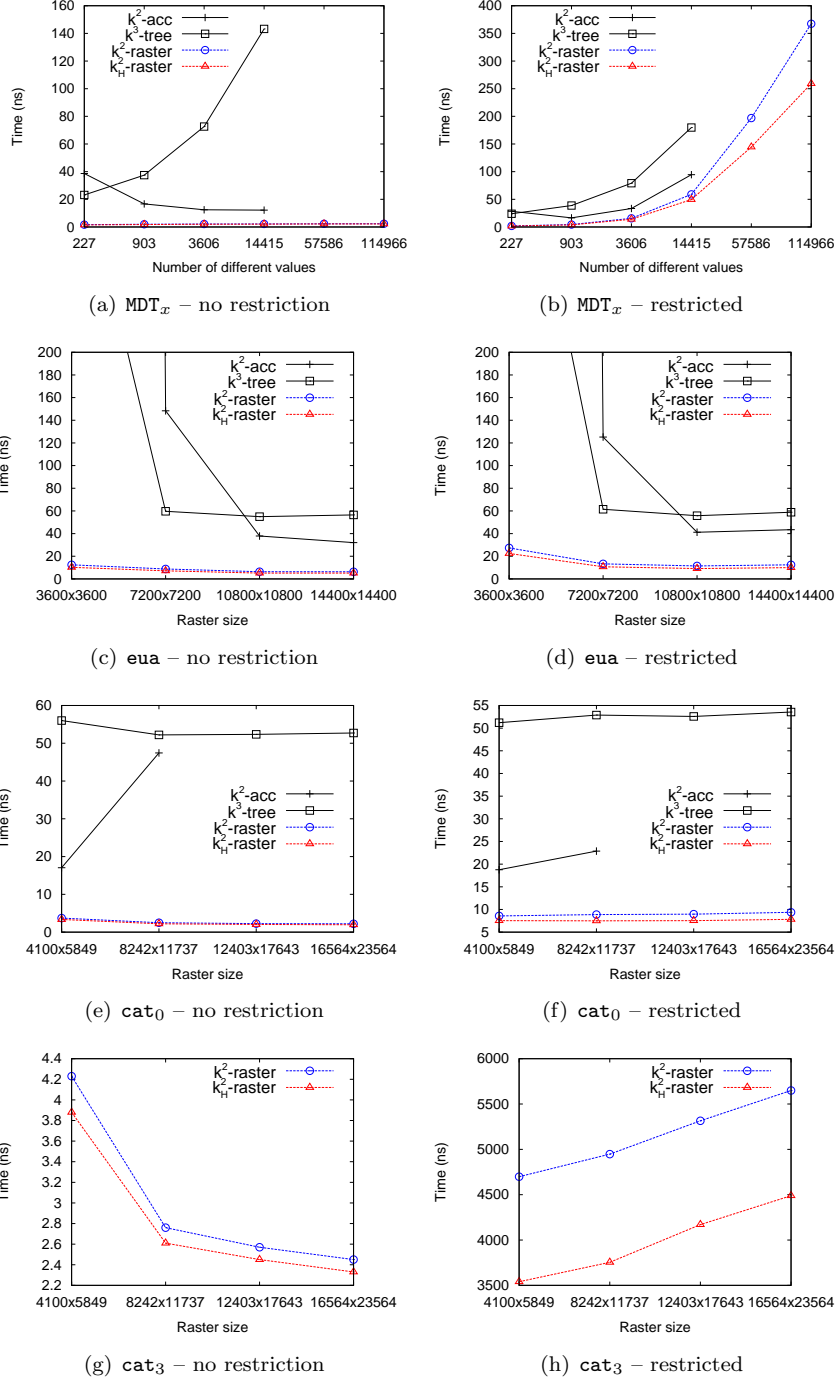 160
140
120
100
80
60
40
20
0
Time (ns)
k²-acc
k³-tree
k²-raster
k²H-raster
227 903 3606 14415 57586 114966
Number of different values
(a) MDTx – no restriction
400
350
300
250
200
150
100
50
0
Time (ns)
k²-acc
k³-tree
k²-raster
k²H-raster
227 903 3606 14415 57586 114966
Number of different values
(b) MDTx – restricted
200
180
160
140
120
100
80
60
40
20
0
Time (ns)
k²-acc
k³-tree
k²-raster
k²H-raster
3600x3600 7200x7200 10800x10800 14400x14400
Raster size
(c) eua – no restriction
200
180
160
140
120
100
80
60
40
20
0
Time (ns)
k²-acc
k³-tree
k²-raster
k²H-raster
3600x3600 7200x7200 10800x10800 14400x14400
Raster size
(d) eua – restricted
60
50
40
30
20
10
0
Time (ns)
k²-acc
k³-tree
k²-raster
k²H-raster
4100x5849 8242x11737 12403x17643 16564x23564
Raster size
(e) cat₀ – no restriction
55
50
45
40
35
30
25
20
15
10
5
Time (ns)
k²-acc
k³-tree
k²-raster
k²H-raster
4100x5849 8242x11737 12403x17643 16564x23564
Raster size
(f) cat₀ – restricted
4.4
4.2
4
3.8
3.6
3.4
3.2
3
2.8
2.6
2.4
2.2
Time (ns)
k²-raster
k²H-raster
4100x5849 8242x11737 12403x17643 16564x23564
Raster size
(g) cat₃ – no restriction
6000
5500
5000
4500
4000
3500
Time (ns)
k²-raster
k²H-raster
4100x5849 8242x11737 12403x17643 16564x23564
Raster size
(h) cat₃ – restricted